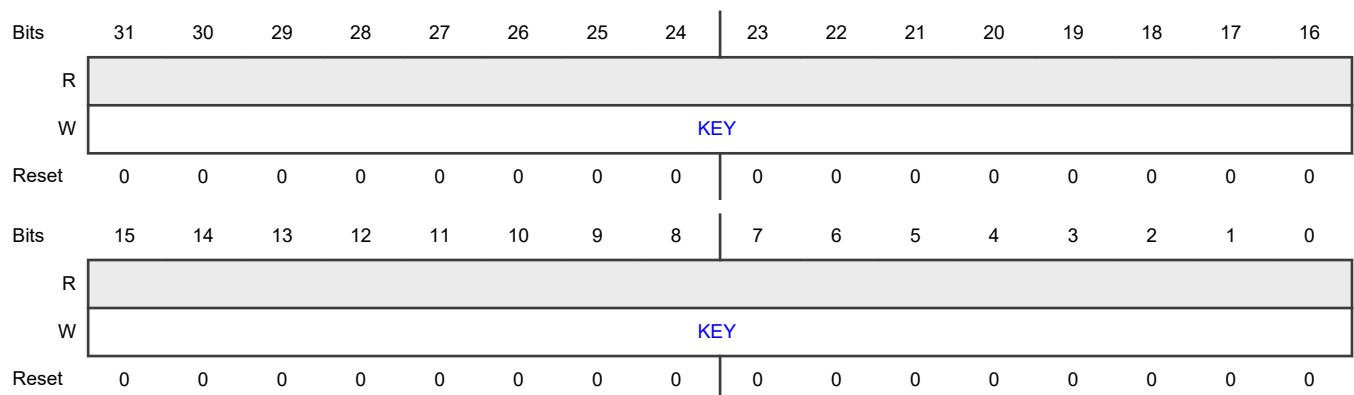 Bits 31 30 29 28 27 26 25 24 23 22 21 20 19 18 17 16
R
W KEY
Reset 0 0 0 0 0 0 0 0 0 0 0 0 0 0 0 0
Bits 15 14 13 12 11 10 9 8 7 6 5 4 3 2 1 0
R
W KEY
Reset 0 0 0 0 0 0 0 0 0 0 0 0 0 0 0 0